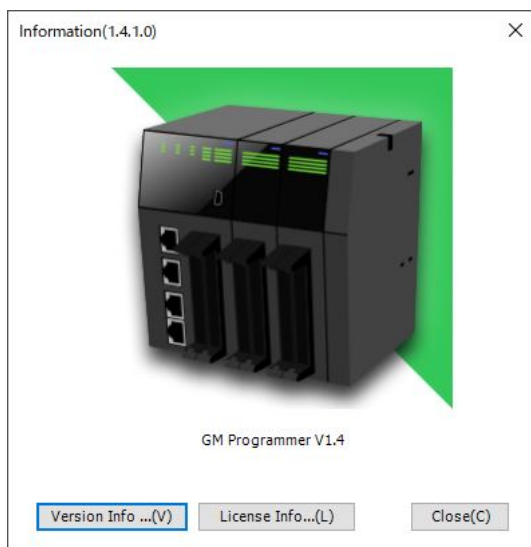 Information(1.4.1.0)
GM Programmer V1.4
Version Info ...(V)
License Info...(L)
Close(C)